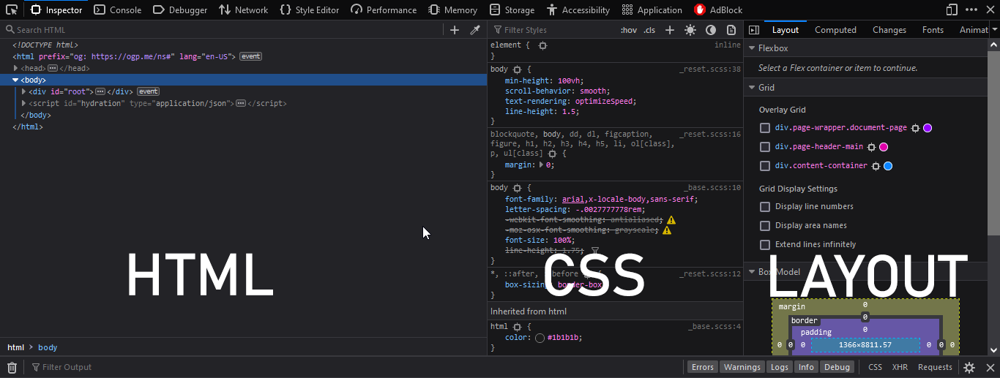 Inspector Console Debugger Network Style Editor Performance Memory Storage Accessibility Application AdBlock
Search HTML
<!DOCTYPE html>
<html prefix="og: https://ogp.me/ns#" lang="en-US"> event
<head> ••• </head>
<body>
<div id="root"> ••• </div> event
<script id="hydration" type="application/json"> ••• </script>
</body>
</html>
HTML
html > body
Filter Styles :hov .cls
element { inline
}
body { _reset.scss:38
min-height: 100vh;
scroll-behavior: smooth;
text-rendering: optimizeSpeed;
line-height: 1.5;
}
blockquote, body, dd, dl, figcaption, _reset.scss:16
figure, h1, h2, h3, h4, h5, li, ol[class],
p, ul[class] {
margin: 0;
}
body { _base.scss:10
font-family: arial,x-locale-body,sans-serif;
letter-spacing: -.0027777778rem;
-webkit-font-smoothing: antialiased;
-moz-osx-font-smoothing: grayscale;
font-size: 100%;
line-height: 1.75;
}
*, ::after, before { _reset.scss:12
box-sizing border-box
}
CSS
Inherited from html
html { _base.scss:4
color: #1b1b1b;
}
Layout Computed Changes Fonts Animat
Flexbox
Select a Flex container or item to continue.
Grid
Overlay Grid
div.page-wrapper.document-page
div.page-header-main
div.content-container
Grid Display Settings
Display line numbers
Display area names
Extend lines infinitely
LAYOUT
Box Model
margin 0
border 0
padding 0
0 0 0 1366×8811.57 0 0 0
Filter Output Errors Warnings Logs Info Debug CSS XHR Requests